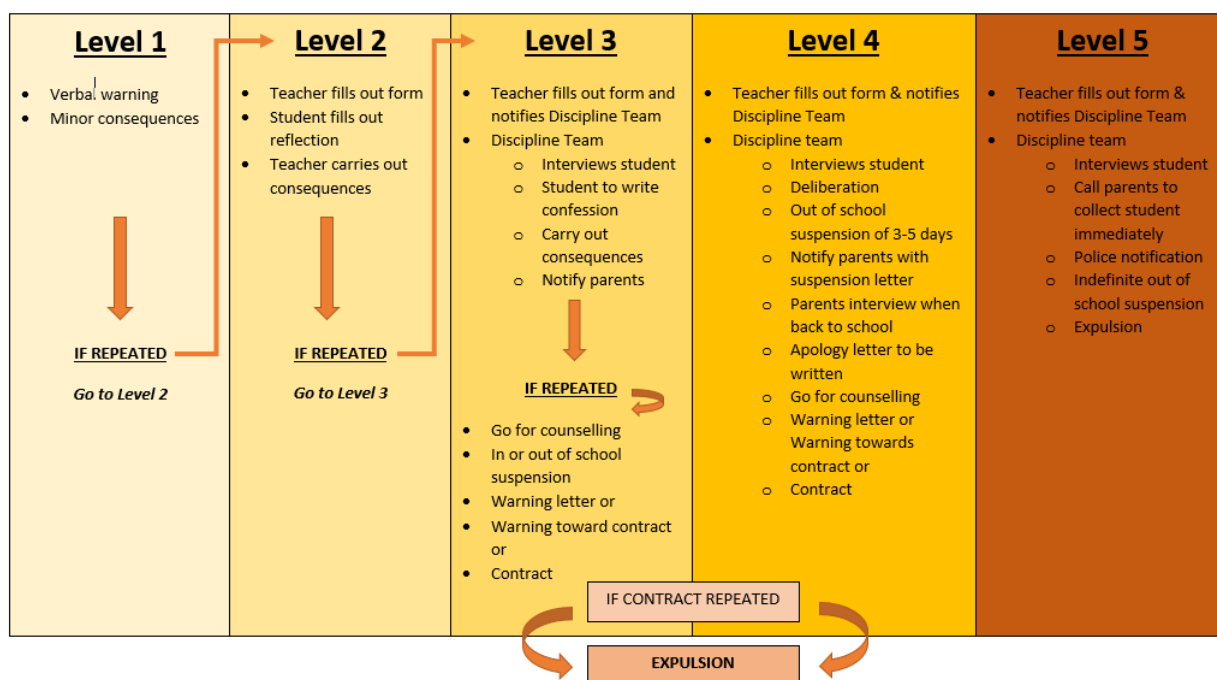 Level 1
• Verbal warning
• Minor consequences
IF REPEATED
Go to Level 2
Level 2
• Teacher fills out form
• Student fills out
reflection
• Teacher carries out
consequences
IF REPEATED
Go to Level 3
Level 3
• Teacher fills out form and
notifies Discipline Team
• Discipline Team
o Interviews student
o Student to write
confession
o Carry out
consequences
o Notify parents
IF REPEATED
• Go for counselling
• In or out of school
suspension
• Warning letter or
• Warning toward contract
or
• Contract
Level 4
• Teacher fills out form & notifies
Discipline Team
• Discipline team
o Interviews student
o Deliberation
o Out of school
suspension of 3-5 days
o Notify parents with
suspension letter
o Parents interview when
back to school
o Apology letter to be
written
o Go for counselling
o Warning letter or
Warning towards
contract or
o Contract
Level 5
• Teacher fills out form &
notifies Discipline Team
• Discipline team
o Interviews student
o Call parents to
collect student
immediately
o Police notification
o Indefinite out of
school suspension
o Expulsion
IF CONTRACT REPEATED
EXPULSION